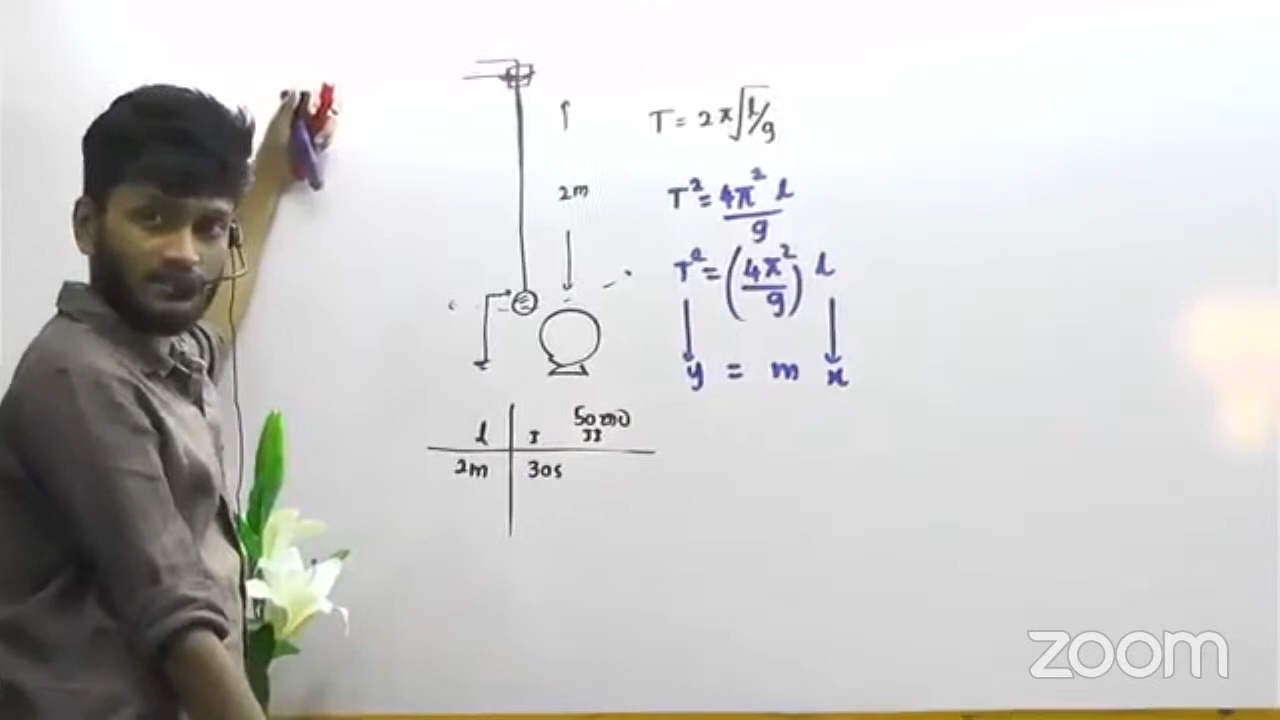 T = 2π√l/g
2m
T² = 4π² l
g
T² = (4π²/g) l
y = m x
l
2m 30s
zoom